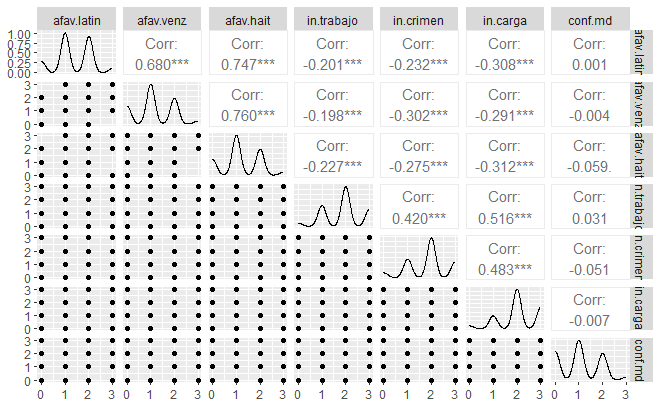 afav.latin afav.venz afav.hait in.trabajo in.crimen in.carga conf.md
1.00
0.75
0.50
0.25
0.00
Corr: Corr: Corr: Corr: Corr: Corr:
0.680*** 0.747*** -0.201*** -0.232*** -0.308*** 0.001
afav.latin
3
2
1
0
Corr: Corr: Corr: Corr: Corr:
0.760*** -0.198*** -0.302*** -0.291*** -0.004
afav.venz
3
2
1
0
Corr: Corr: Corr: Corr:
-0.227*** -0.275*** -0.312*** -0.059.
afav.hait
3
2
1
0
Corr: Corr: Corr:
0.420*** 0.516*** 0.031
in.trabajo
3
2
1
0
Corr: Corr:
0.483*** -0.051
in.crimen
3
2
1
0
Corr:
-0.007
in.carga
3
2
1
0
conf.md
0 1 2 3 0 1 2 3 0 1 2 3 0 1 2 3 0 1 2 3 0 1 2 3 0 1 2 3